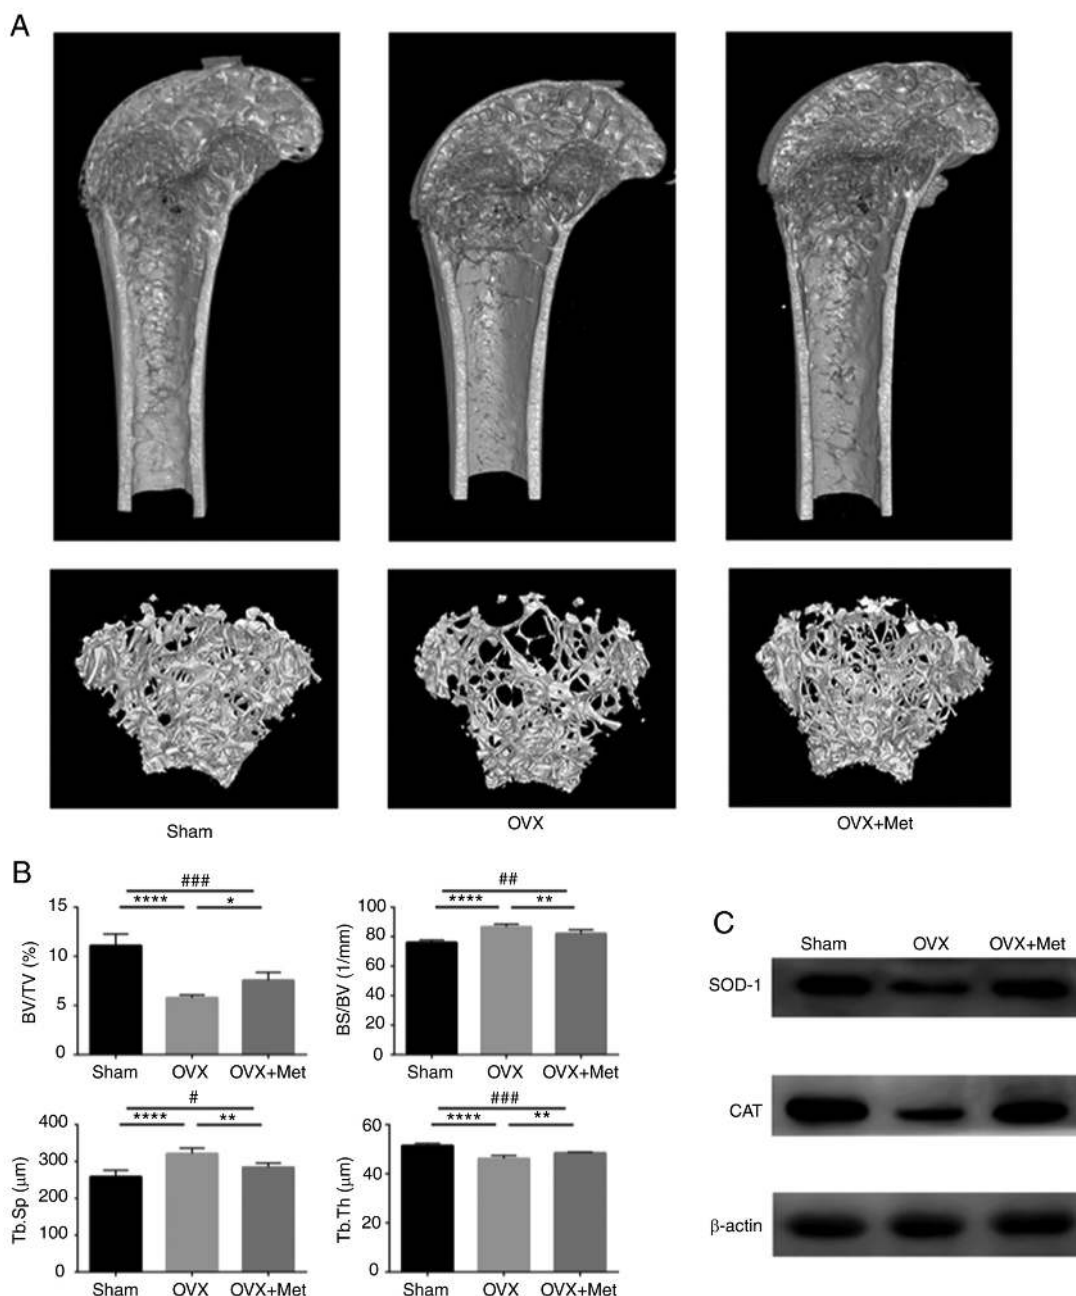 A
Sham
OVX
OVX+Met
B
###
**** *
BV/TV (%)
15
10
5
0
Sham OVX OVX+Met
##
**** **
BS/BV (1/mm)
100
80
60
40
20
0
Sham OVX OVX+Met
#
**** **
Tb.Sp (μm)
400
300
200
100
0
Sham OVX OVX+Met
###
**** **
Tb.Th (μm)
60
40
20
0
Sham OVX OVX+Met
C
Sham OVX OVX+Met
SOD-1
CAT
β-actin